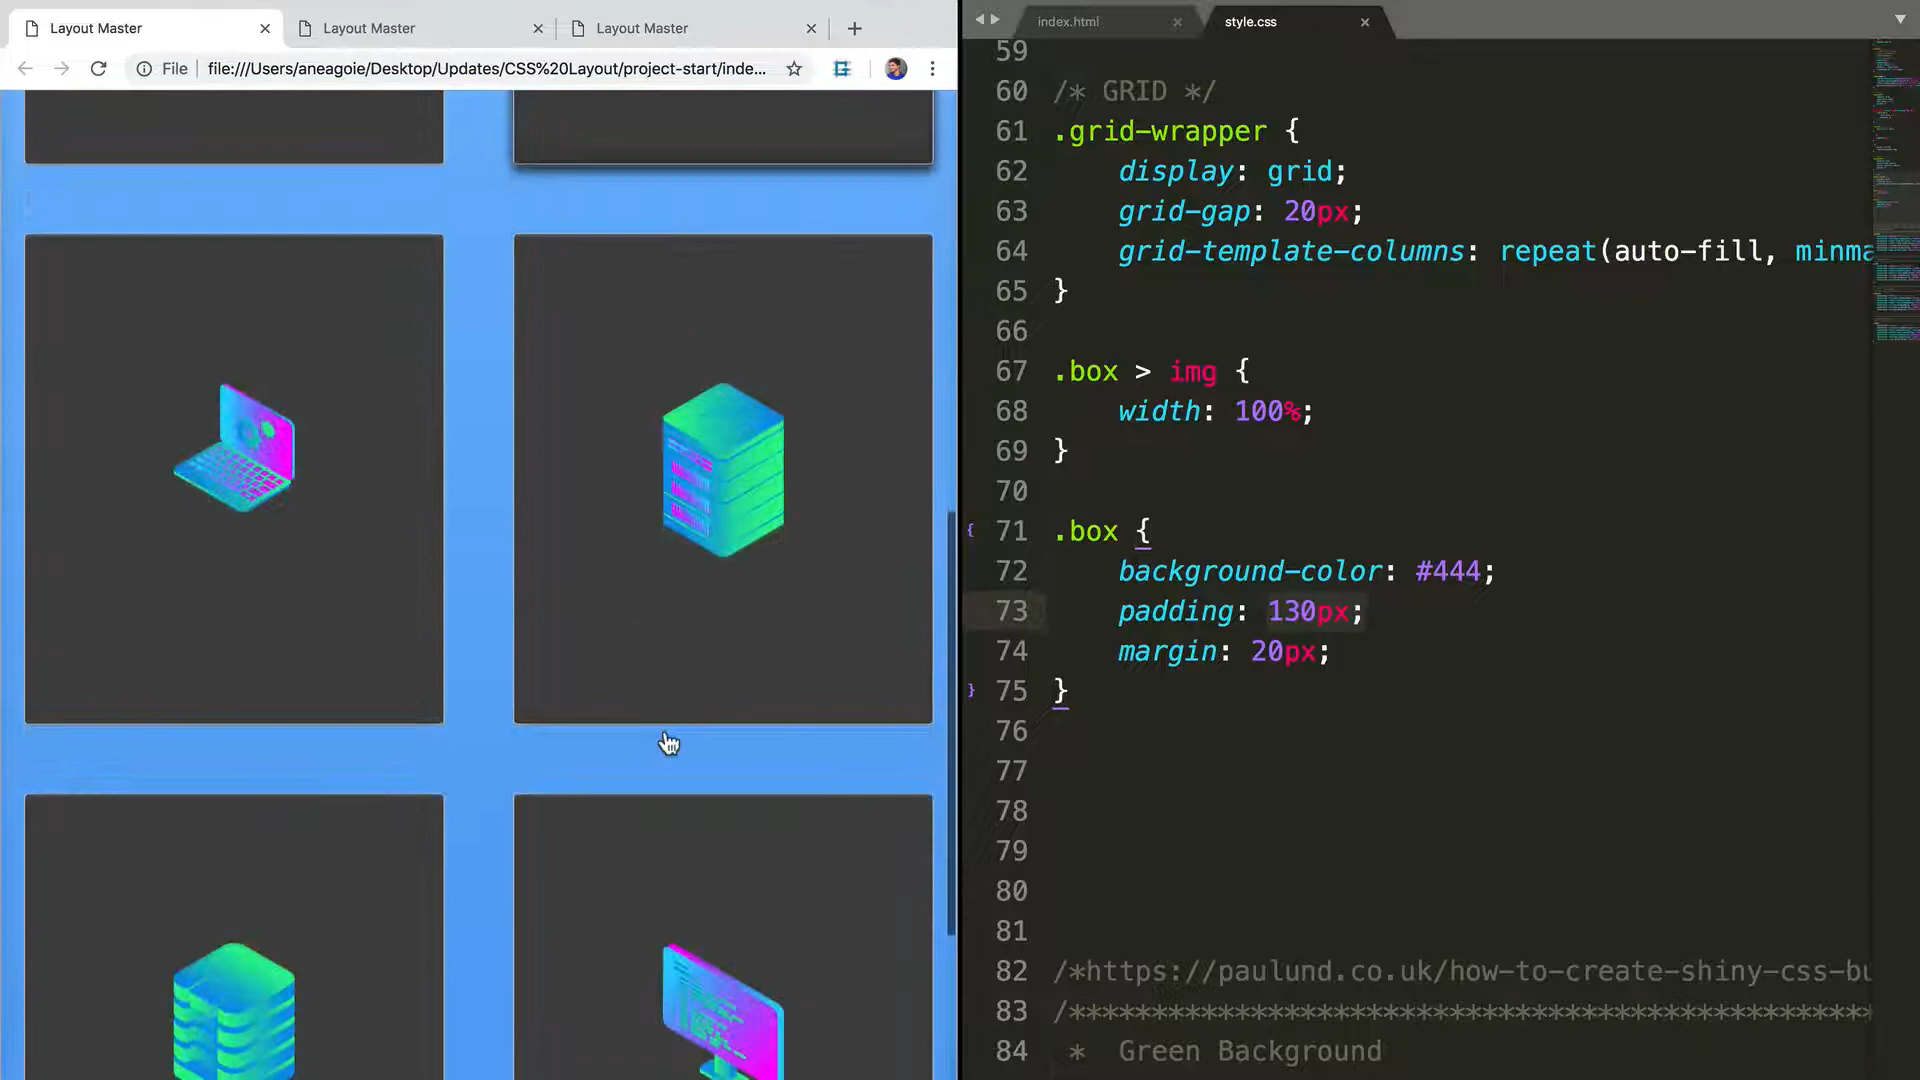 Layout Master
Layout Master
Layout Master
File
file:///Users/aneagoie/Desktop/Updates/CSS%20Layout/project-start/inde...
index.html
style.css
59
60 /* GRID */
61 .grid-wrapper {
62 display: grid;
63 grid-gap: 20px;
64 grid-template-columns: repeat(auto-fill, minma
65 }
66
67 .box > img {
68 width: 100%;
69 }
70
{ 71 .box {
72 background-color: #444;
73 padding: 130px;
74 margin: 20px;
} 75 }
76
77
78
79
80
81
82 /*https://paulund.co.uk/how-to-create-shiny-css-bu
83 /*************************************************
84 * Green Background